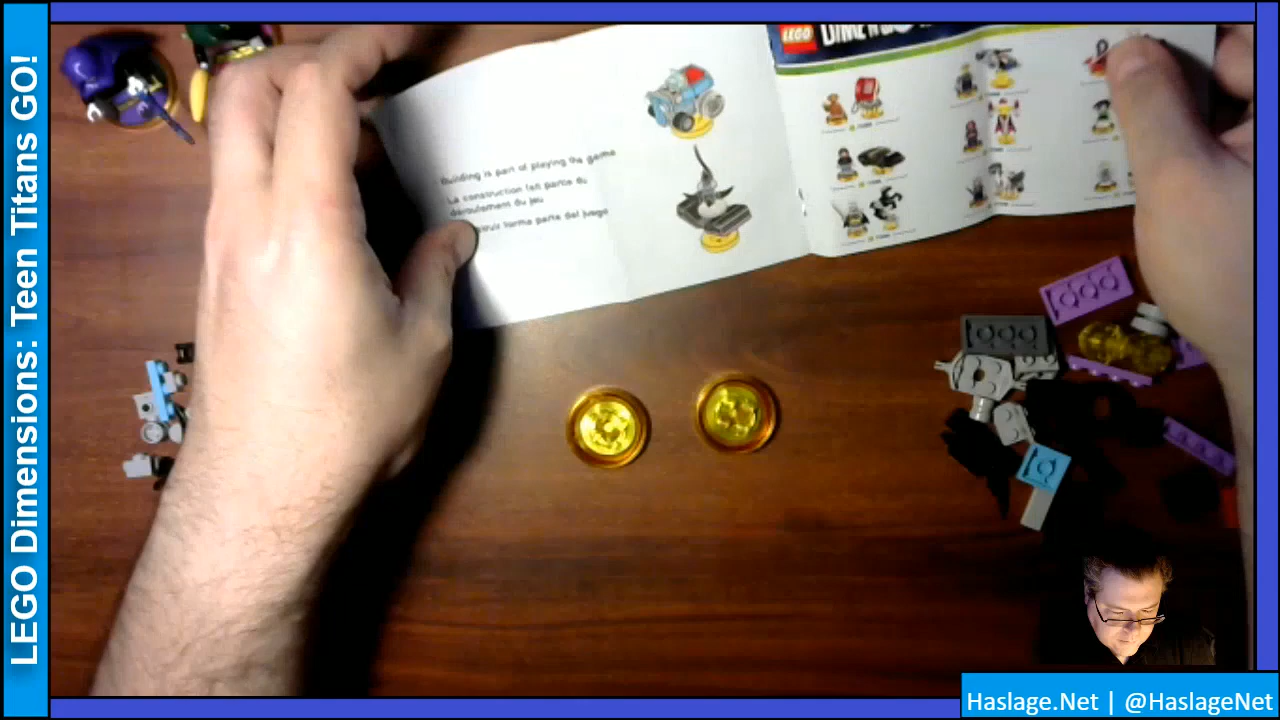 LEGO Dimensions: Teen Titans GO!
LEGO
Building is part of playing the game
La construction fait partie du
déroulement du jeu
forma parte del juego
Haslage.Net | @HaslageNet